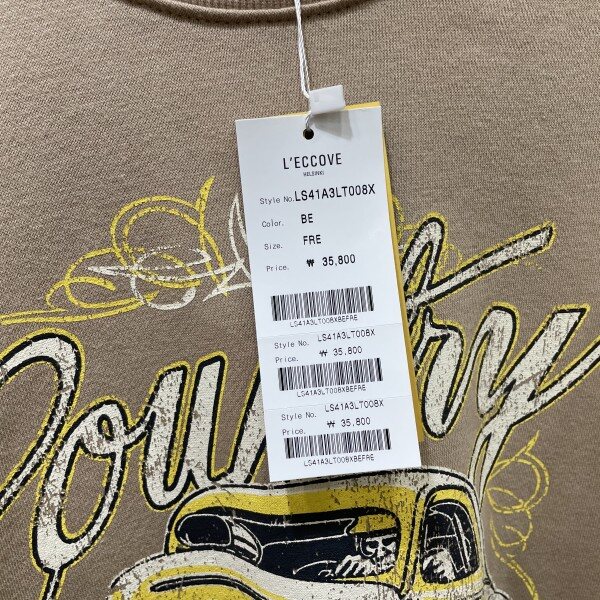 L'ECCOVE
HELSINKI
Style No. LS41A3LT008X
Color. BE
Size. FRE
Price. ₩ 35,800
LS41A3LT008XBEFRE
Style No. LS41A3LT008X
Price. ₩ 35,800
LS41A3LT008XBEFRE
Style No. LS41A3LT008X
Price. ₩ 35,800
LS41A3LT008XBEFRE